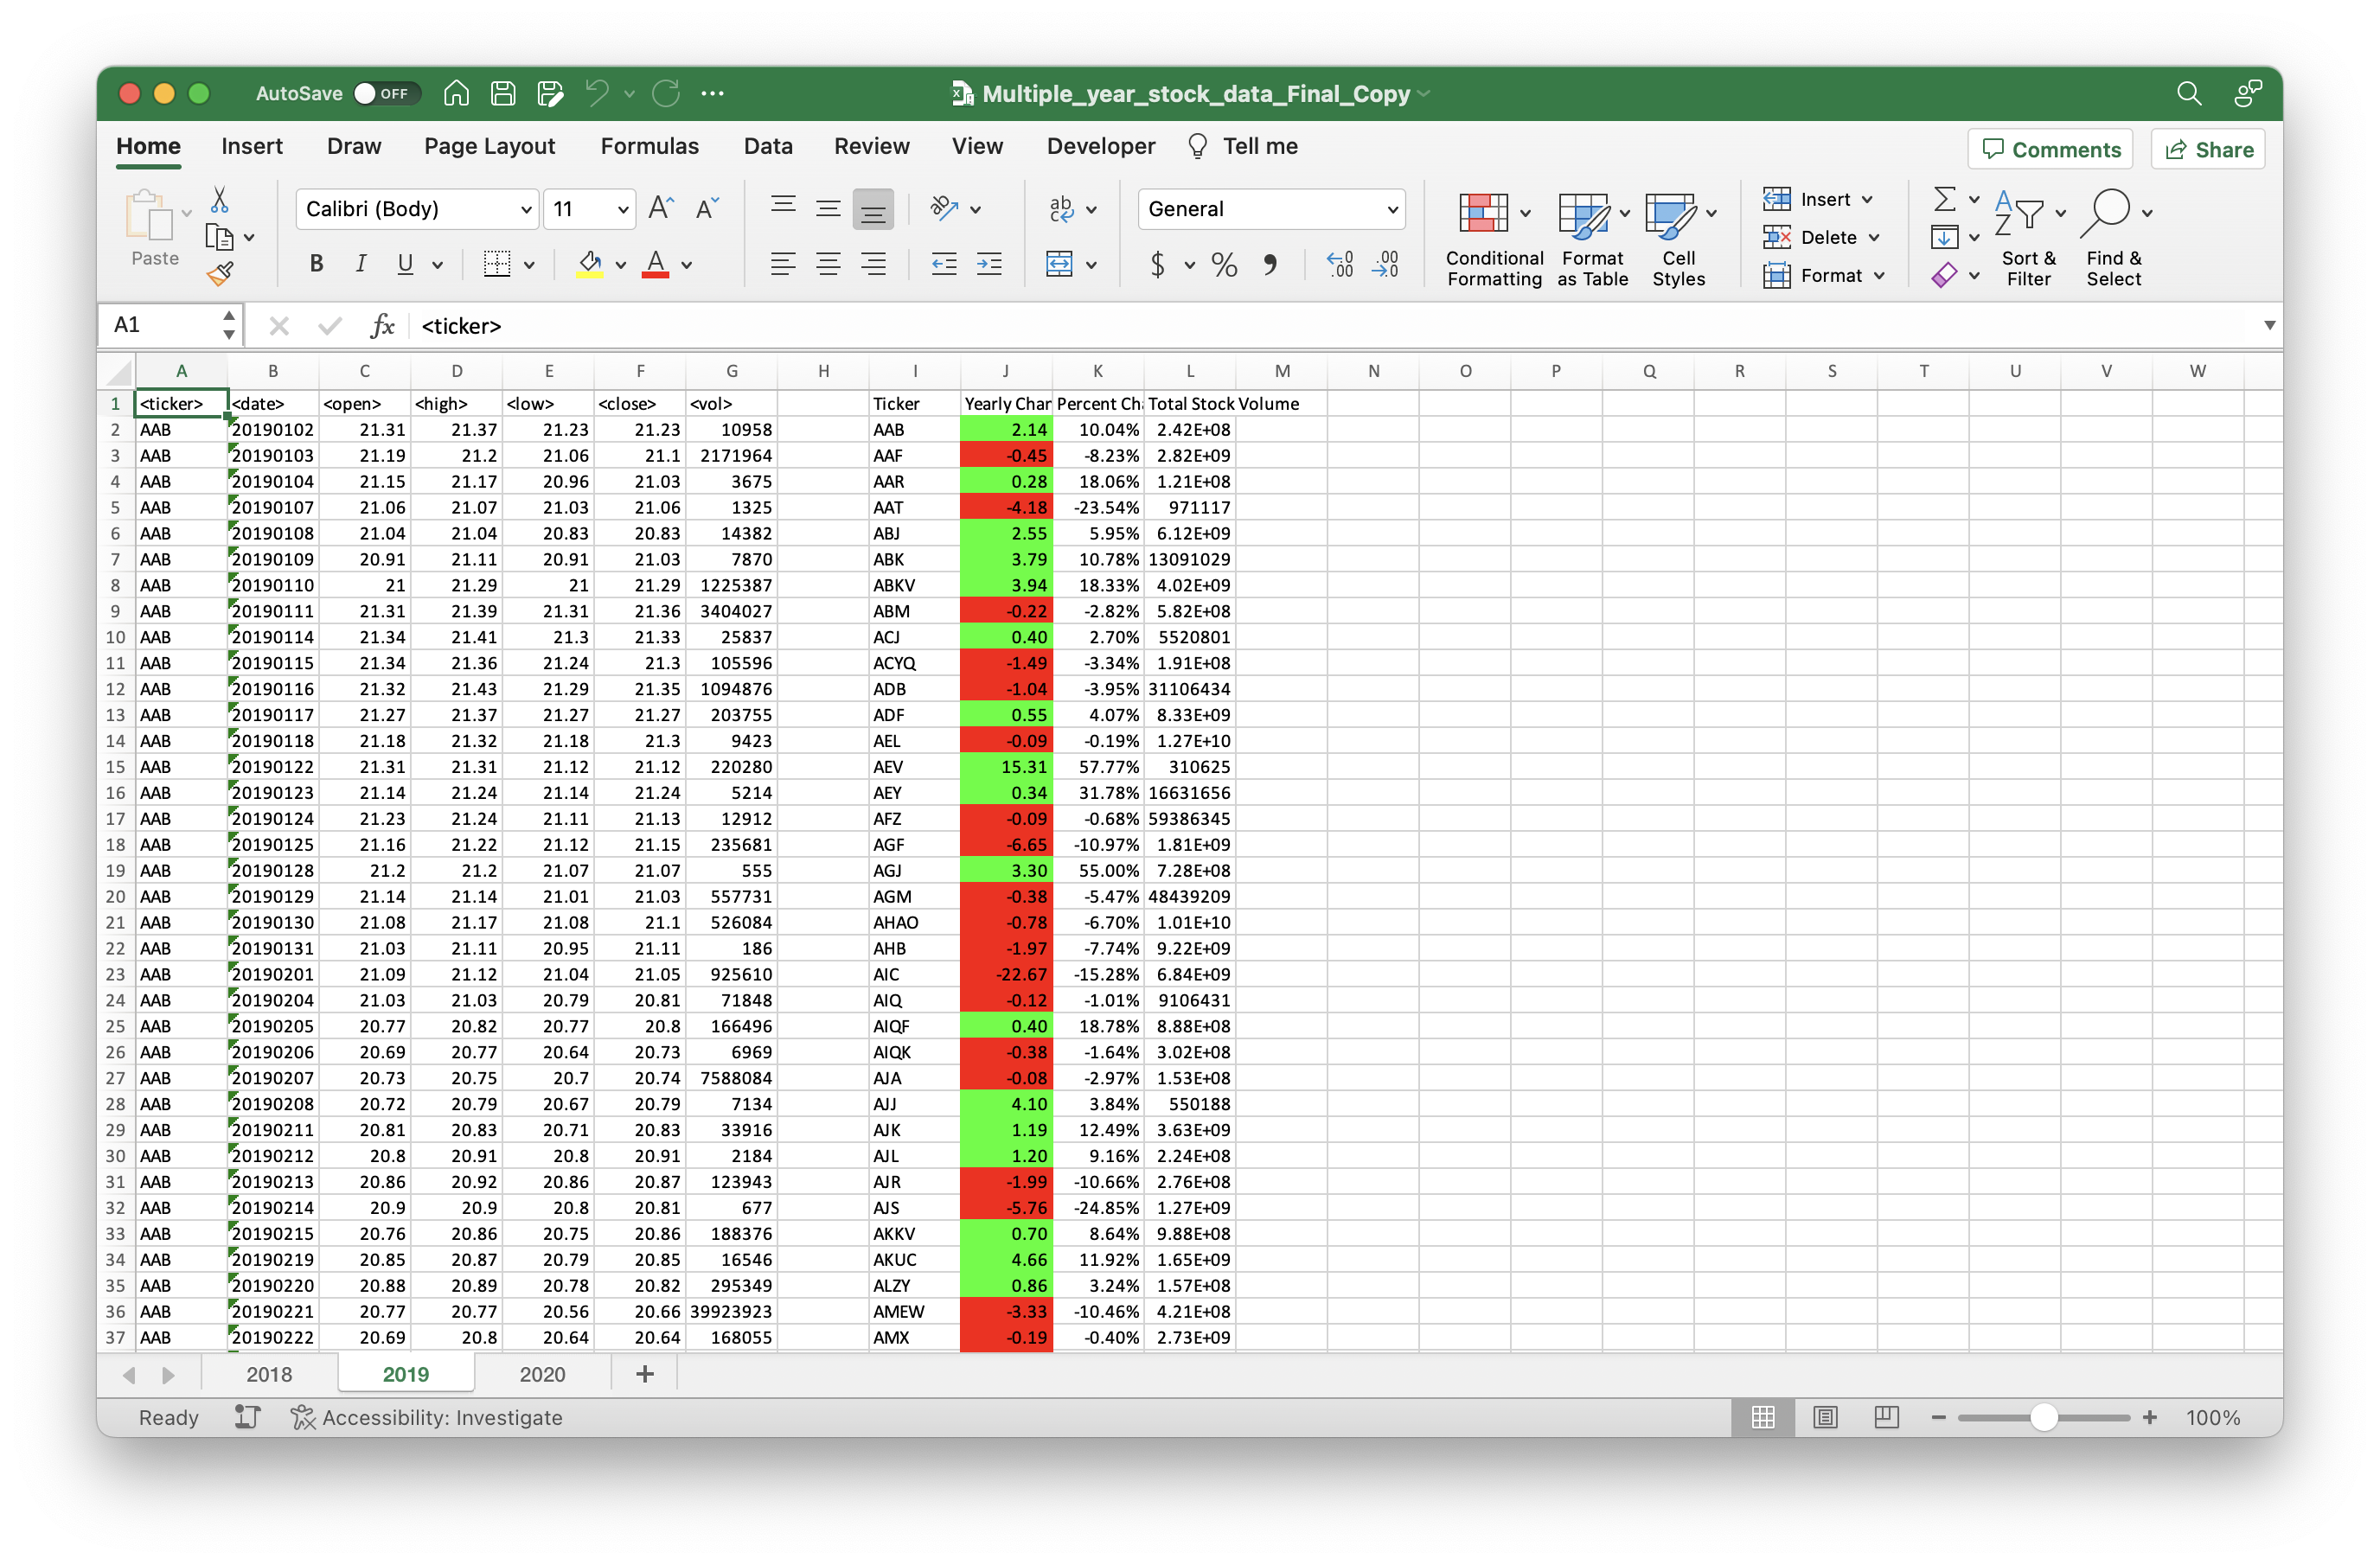 AutoSave OFF Multiple_year_stock_data_Final_Copy
Home Insert Draw Page Layout Formulas Data Review View Developer Tell me Comments Share
Paste Calibri (Body) 11 General Conditional Formatting Format as Table Cell Styles Insert Delete Format Sort & Filter Find & Select
A1 fx <ticker>
A B C D E F G H I J K L M N O P Q R S T U V W
1 <ticker> <date> <open> <high> <low> <close> <vol> Ticker Yearly Char Percent Ch Total Stock Volume
2 AAB 20190102 21.31 21.37 21.23 21.23 10958 AAB 2.14 10.04% 2.42E+08
3 AAB 20190103 21.19 21.2 21.06 21.1 2171964 AAF -0.45 -8.23% 2.82E+09
4 AAB 20190104 21.15 21.17 20.96 21.03 3675 AAR 0.28 18.06% 1.21E+08
5 AAB 20190107 21.06 21.07 21.03 21.06 1325 AAT -4.18 -23.54% 971117
6 AAB 20190108 21.04 21.04 20.83 20.83 14382 ABJ 2.55 5.95% 6.12E+09
7 AAB 20190109 20.91 21.11 20.91 21.03 7870 ABK 3.79 10.78% 13091029
8 AAB 20190110 21 21.29 21 21.29 1225387 ABKV 3.94 18.33% 4.02E+09
9 AAB 20190111 21.31 21.39 21.31 21.36 3404027 ABM -0.22 -2.82% 5.82E+08
10 AAB 20190114 21.34 21.41 21.3 21.33 25837 ACJ 0.40 2.70% 5520801
11 AAB 20190115 21.34 21.36 21.24 21.3 105596 ACYQ -1.49 -3.34% 1.91E+08
12 AAB 20190116 21.32 21.43 21.29 21.35 1094876 ADB -1.04 -3.95% 31106434
13 AAB 20190117 21.27 21.37 21.27 21.27 203755 ADF 0.55 4.07% 8.33E+09
14 AAB 20190118 21.18 21.32 21.18 21.3 9423 AEL -0.09 -0.19% 1.27E+10
15 AAB 20190122 21.31 21.31 21.12 21.12 220280 AEV 15.31 57.77% 310625
16 AAB 20190123 21.14 21.24 21.14 21.24 5214 AEY 0.34 31.78% 16631656
17 AAB 20190124 21.23 21.24 21.11 21.13 12912 AFZ -0.09 -0.68% 59386345
18 AAB 20190125 21.16 21.22 21.12 21.15 235681 AGF -6.65 -10.97% 1.81E+09
19 AAB 20190128 21.2 21.2 21.07 21.07 555 AGJ 3.30 55.00% 7.28E+08
20 AAB 20190129 21.14 21.14 21.01 21.03 557731 AGM -0.38 -5.47% 48439209
21 AAB 20190130 21.08 21.17 21.08 21.1 526084 AHAO -0.78 -6.70% 1.01E+10
22 AAB 20190131 21.03 21.11 20.95 21.11 186 AHB -1.97 -7.74% 9.22E+09
23 AAB 20190201 21.09 21.12 21.04 21.05 925610 AIC -22.67 -15.28% 6.84E+09
24 AAB 20190204 21.03 21.03 20.79 20.81 71848 AIQ -0.12 -1.01% 9106431
25 AAB 20190205 20.77 20.82 20.77 20.8 166496 AIQF 0.40 18.78% 8.88E+08
26 AAB 20190206 20.69 20.77 20.64 20.73 6969 AIQK -0.38 -1.64% 3.02E+08
27 AAB 20190207 20.73 20.75 20.7 20.74 7588084 AJA -0.08 -2.97% 1.53E+08
28 AAB 20190208 20.72 20.79 20.67 20.79 7134 AJJ 4.10 3.84% 550188
29 AAB 20190211 20.81 20.83 20.71 20.83 33916 AJK 1.19 12.49% 3.63E+09
30 AAB 20190212 20.8 20.91 20.8 20.91 2184 AJL 1.20 9.16% 2.24E+08
31 AAB 20190213 20.86 20.92 20.86 20.87 123943 AJR -1.99 -10.66% 2.76E+08
32 AAB 20190214 20.9 20.9 20.8 20.81 677 AJS -5.76 -24.85% 1.27E+09
33 AAB 20190215 20.76 20.86 20.75 20.86 188376 AKKV 0.70 8.64% 9.88E+08
34 AAB 20190219 20.85 20.87 20.79 20.85 16546 AKUC 4.66 11.92% 1.65E+09
35 AAB 20190220 20.88 20.89 20.78 20.82 295349 ALZY 0.86 3.24% 1.57E+08
36 AAB 20190221 20.77 20.77 20.56 20.66 39923923 AMEW -3.33 -10.46% 4.21E+08
37 AAB 20190222 20.69 20.8 20.64 20.64 168055 AMX -0.19 -0.40% 2.73E+09
2018 2019 2020
Ready Accessibility: Investigate 100%